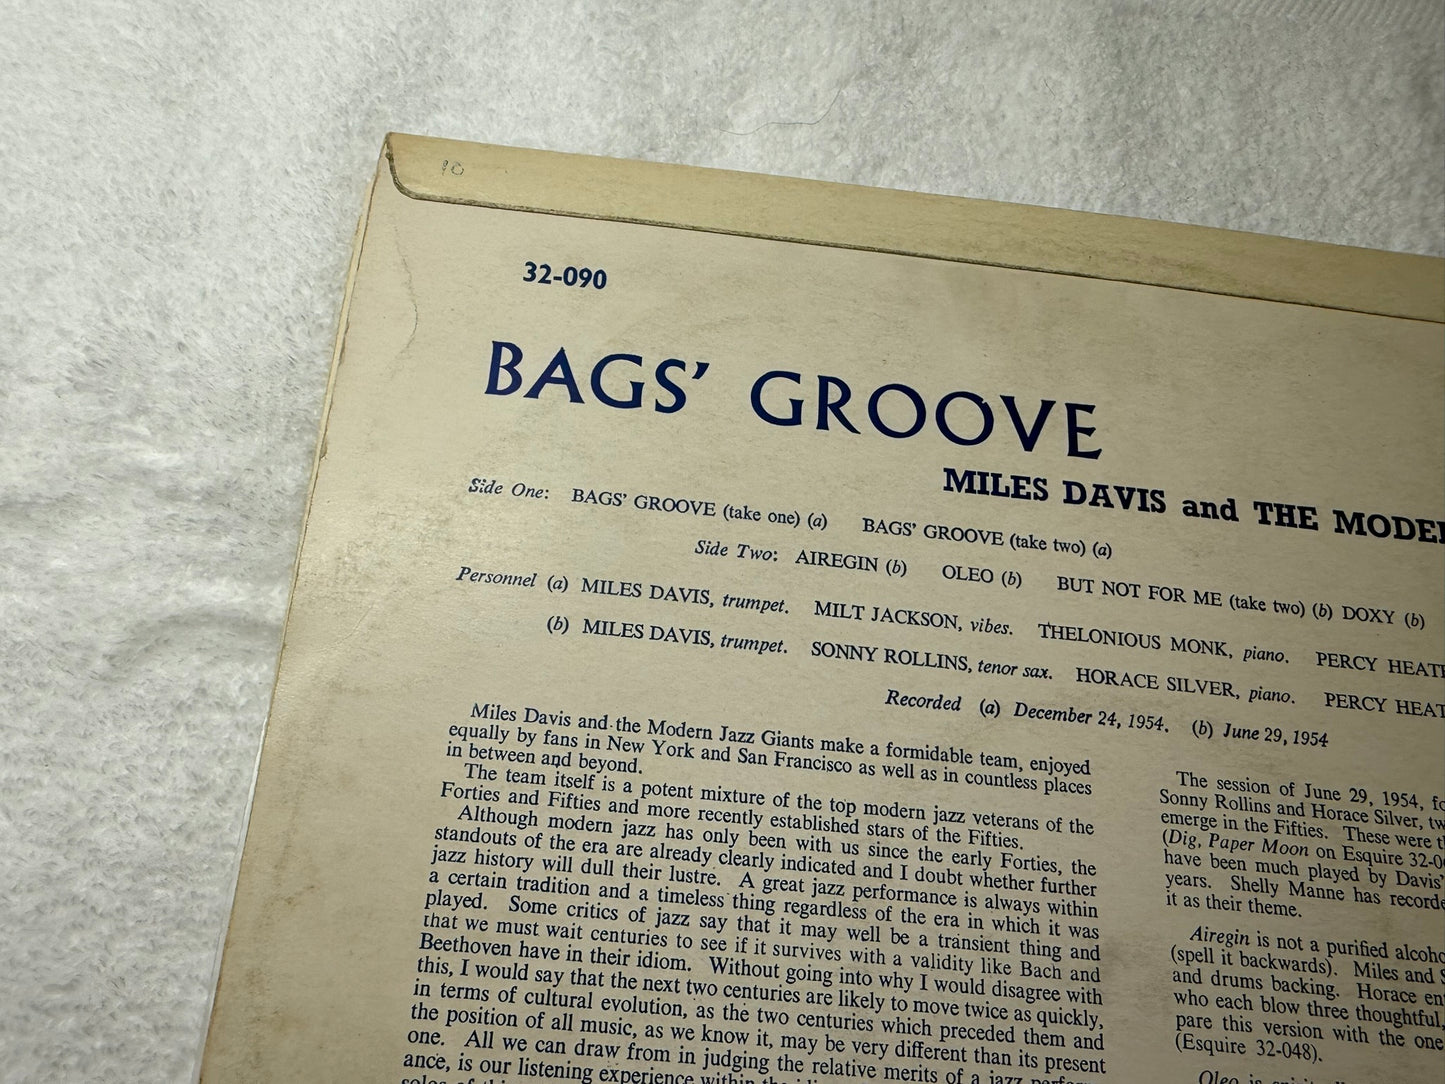 10
32-090
BAGS’ GROOVE
MILES DAVIS and THE MODE
Side One: BAGS’ GROOVE (take one) (a) BAGS’ GROOVE (take two) (a)
Side Two: AIREGIN (b) OLEO (b) BUT NOT FOR ME (take two) (b) DOXY (b)
Personnel (a) MILES DAVIS, trumpet. MILT JACKSON, vibes. THELONIOUS MONK, piano. PERCY HEAT
(b) MILES DAVIS, trumpet. SONNY ROLLINS, tenor sax. HORACE SILVER, piano. PERCY HEAT
Recorded (a) December 24, 1954. (b) June 29, 1954
Miles Davis and the Modern Jazz Giants make a formidable team, enjoyed
equally by fans in New York and San Francisco as well as in countless places
in between and beyond.
The team itself is a potent mixture of the top modern jazz veterans of the
Forties and Fifties and more recently established stars of the Fifties.
Although modern jazz has only been with us since the early Forties, the
standouts of the era are already clearly indicated and I doubt whether further
jazz history will dull their lustre. A great jazz performance is always within
a certain tradition and a timeless thing regardless of the era in which it was
played. Some critics of jazz say that it may well be a transient thing and
that we must wait centuries to see if it survives with a validity like Bach and
Beethoven have in their idiom. Without going into why I would disagree with
this, I would say that the next two centuries are likely to move twice as quickly,
in terms of cultural evolution, as the two centuries which preceded them and
the position of all music, as we know it, may be very different than its present
one. All we can draw from in judging the relative merits of a jazz perform-
ance, is our listening experience within
The session of June 29, 1954, fo
Sonny Rollins and Horace Silver, tw
emerge in the Fifties. These were t
(Dig, Paper Moon on Esquire 32-0
have been much played by Davis’
years. Shelly Manne has recorde
it as their theme.
Airegin is not a purified alcoho
(spell it backwards). Miles and S
and drums backing. Horace en
who each blow three thoughtful,
pare this version with the one
(Esquire 32-048).
Oleo is